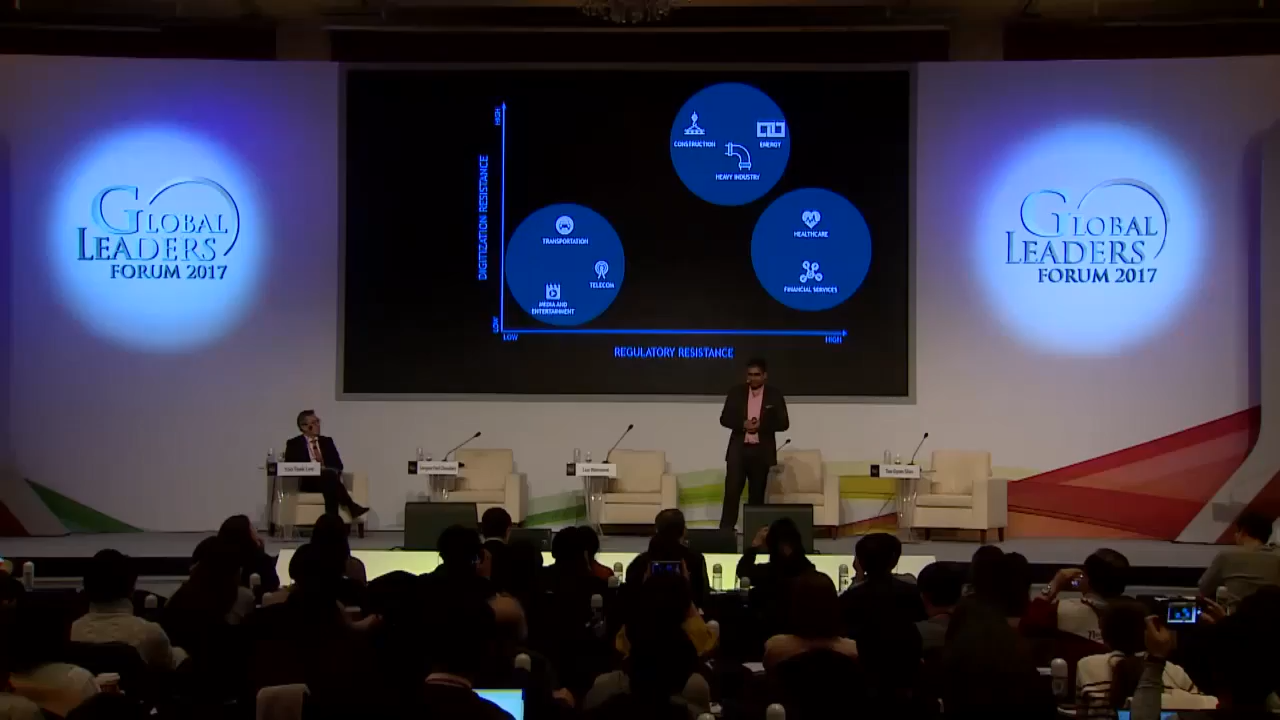 GLOBAL
LEADERS
FORUM 2017
HIGH
DIGITIZATION RESISTANCE
LOW
LOW
REGULATORY RESISTANCE
HIGH
CONSTRUCTION
ENERGY
HEAVY INDUSTRY
TRANSPORTATION
TELECOM
MEDIA AND
ENTERTAINMENT
HEALTHCARE
FINANCIAL SERVICES
GLOBAL
LEADERS
FORUM 2017